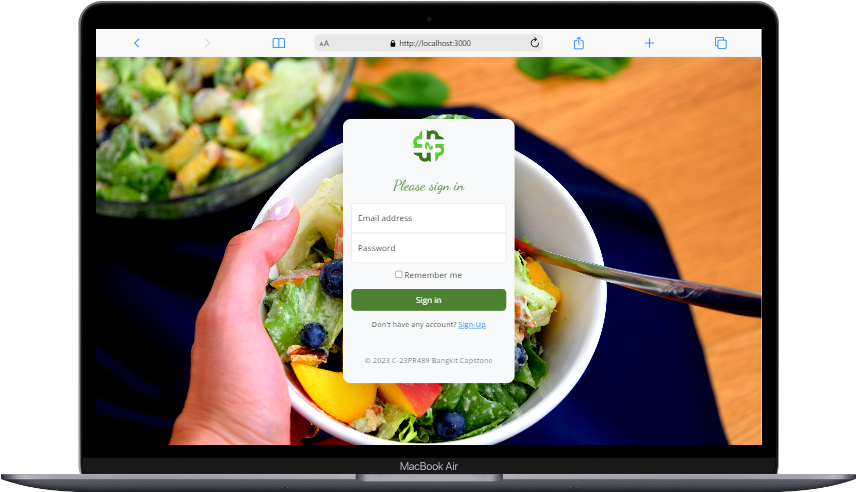 AA
http://localhost:3000
Please sign in
Email address
Password
Remember me
Sign in
Don't have any account? Sign-Up
© 2023 C-23PR489 Bangkit Capstone
MacBook Air